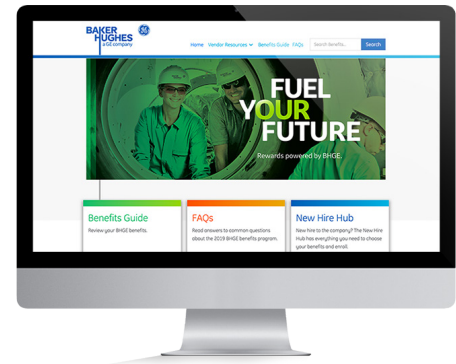 BAKER
HUGHES
a GE company
GE
Home Vendor Resources Benefits Guide FAQs Search Benefits... Search
FUEL
YOUR
FUTURE
Rewards powered by BHGE.
Benefits Guide
Review your BHGE benefits.
FAQs
Read answers to common questions
about the 2019 BHGE benefits program.
New Hire Hub
New hire to the company? The New Hire
Hub has everything you need to choose
your benefits and enroll.